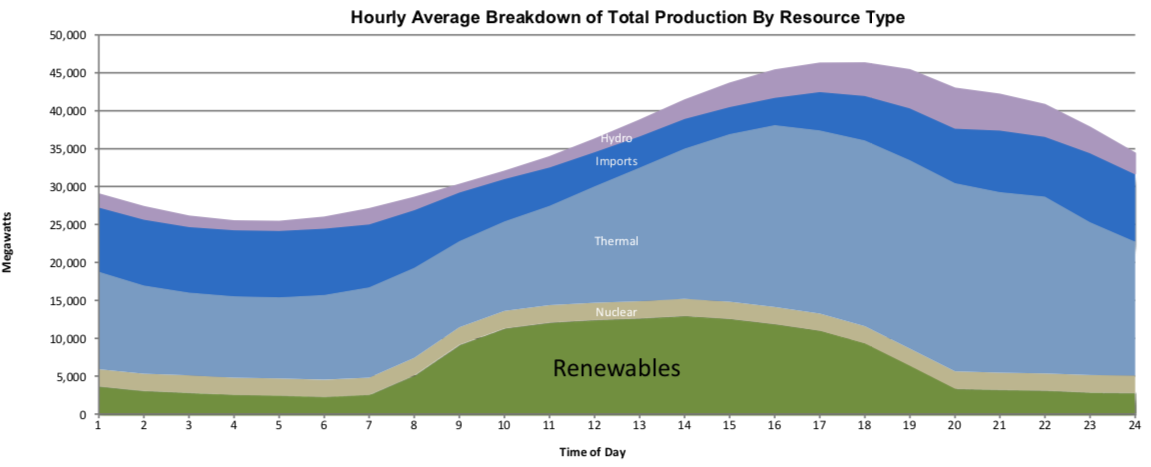 Hourly Average Breakdown of Total Production By Resource Type
50,000
45,000
40,000
35,000
30,000
25,000
20,000
15,000
10,000
5,000
0
Megawatts
Hydro
Imports
Thermal
Nuclear
Renewables
1 2 3 4 5 6 7 8 9 10 11 12 13 14 15 16 17 18 19 20 21 22 23 24
Time of Day